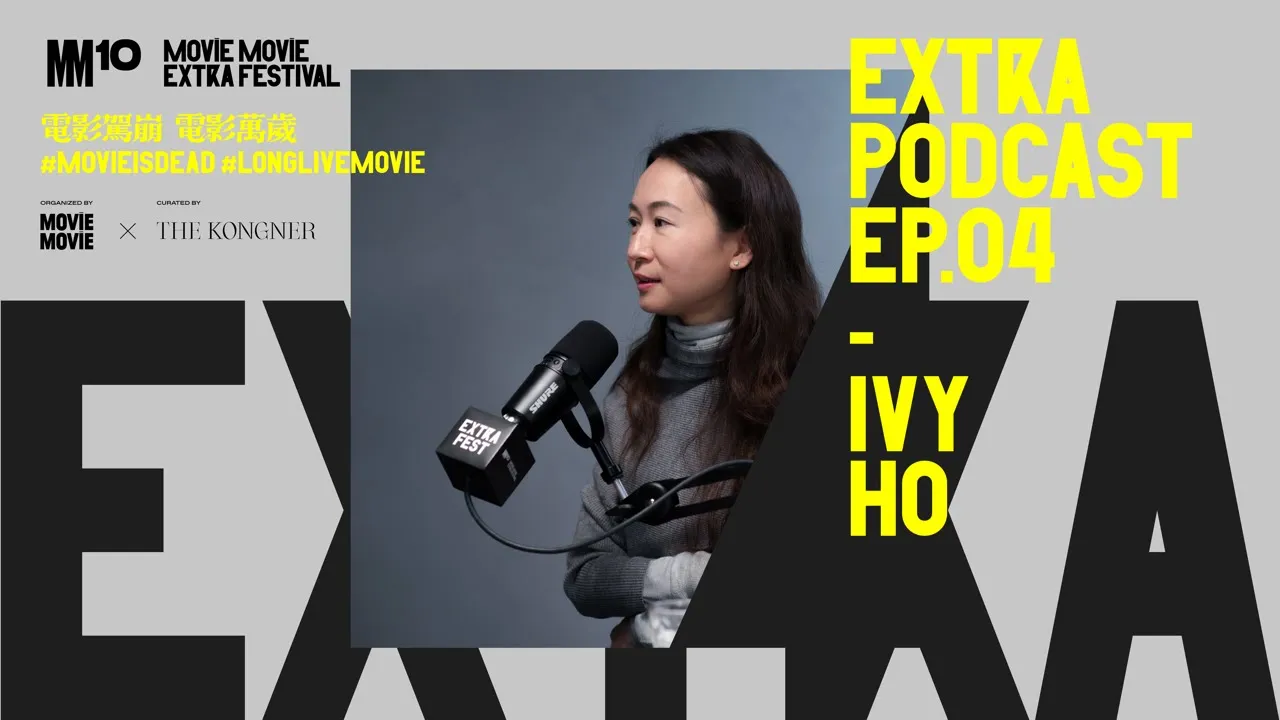 MM10
MOVIE MOVIE
EXTRA FESTIVAL
電影駕崩 電影萬歲
#MOVIEISDEAD #LONGLIVEMOVIE
ORGANIZED BY
MOVIE
MOVIE
×
CURATED BY
THE KONGNER
EXTRA
PODCAST
EP.04
-
IVY
HO
SHURE
EXTRA
FEST
EXTRA